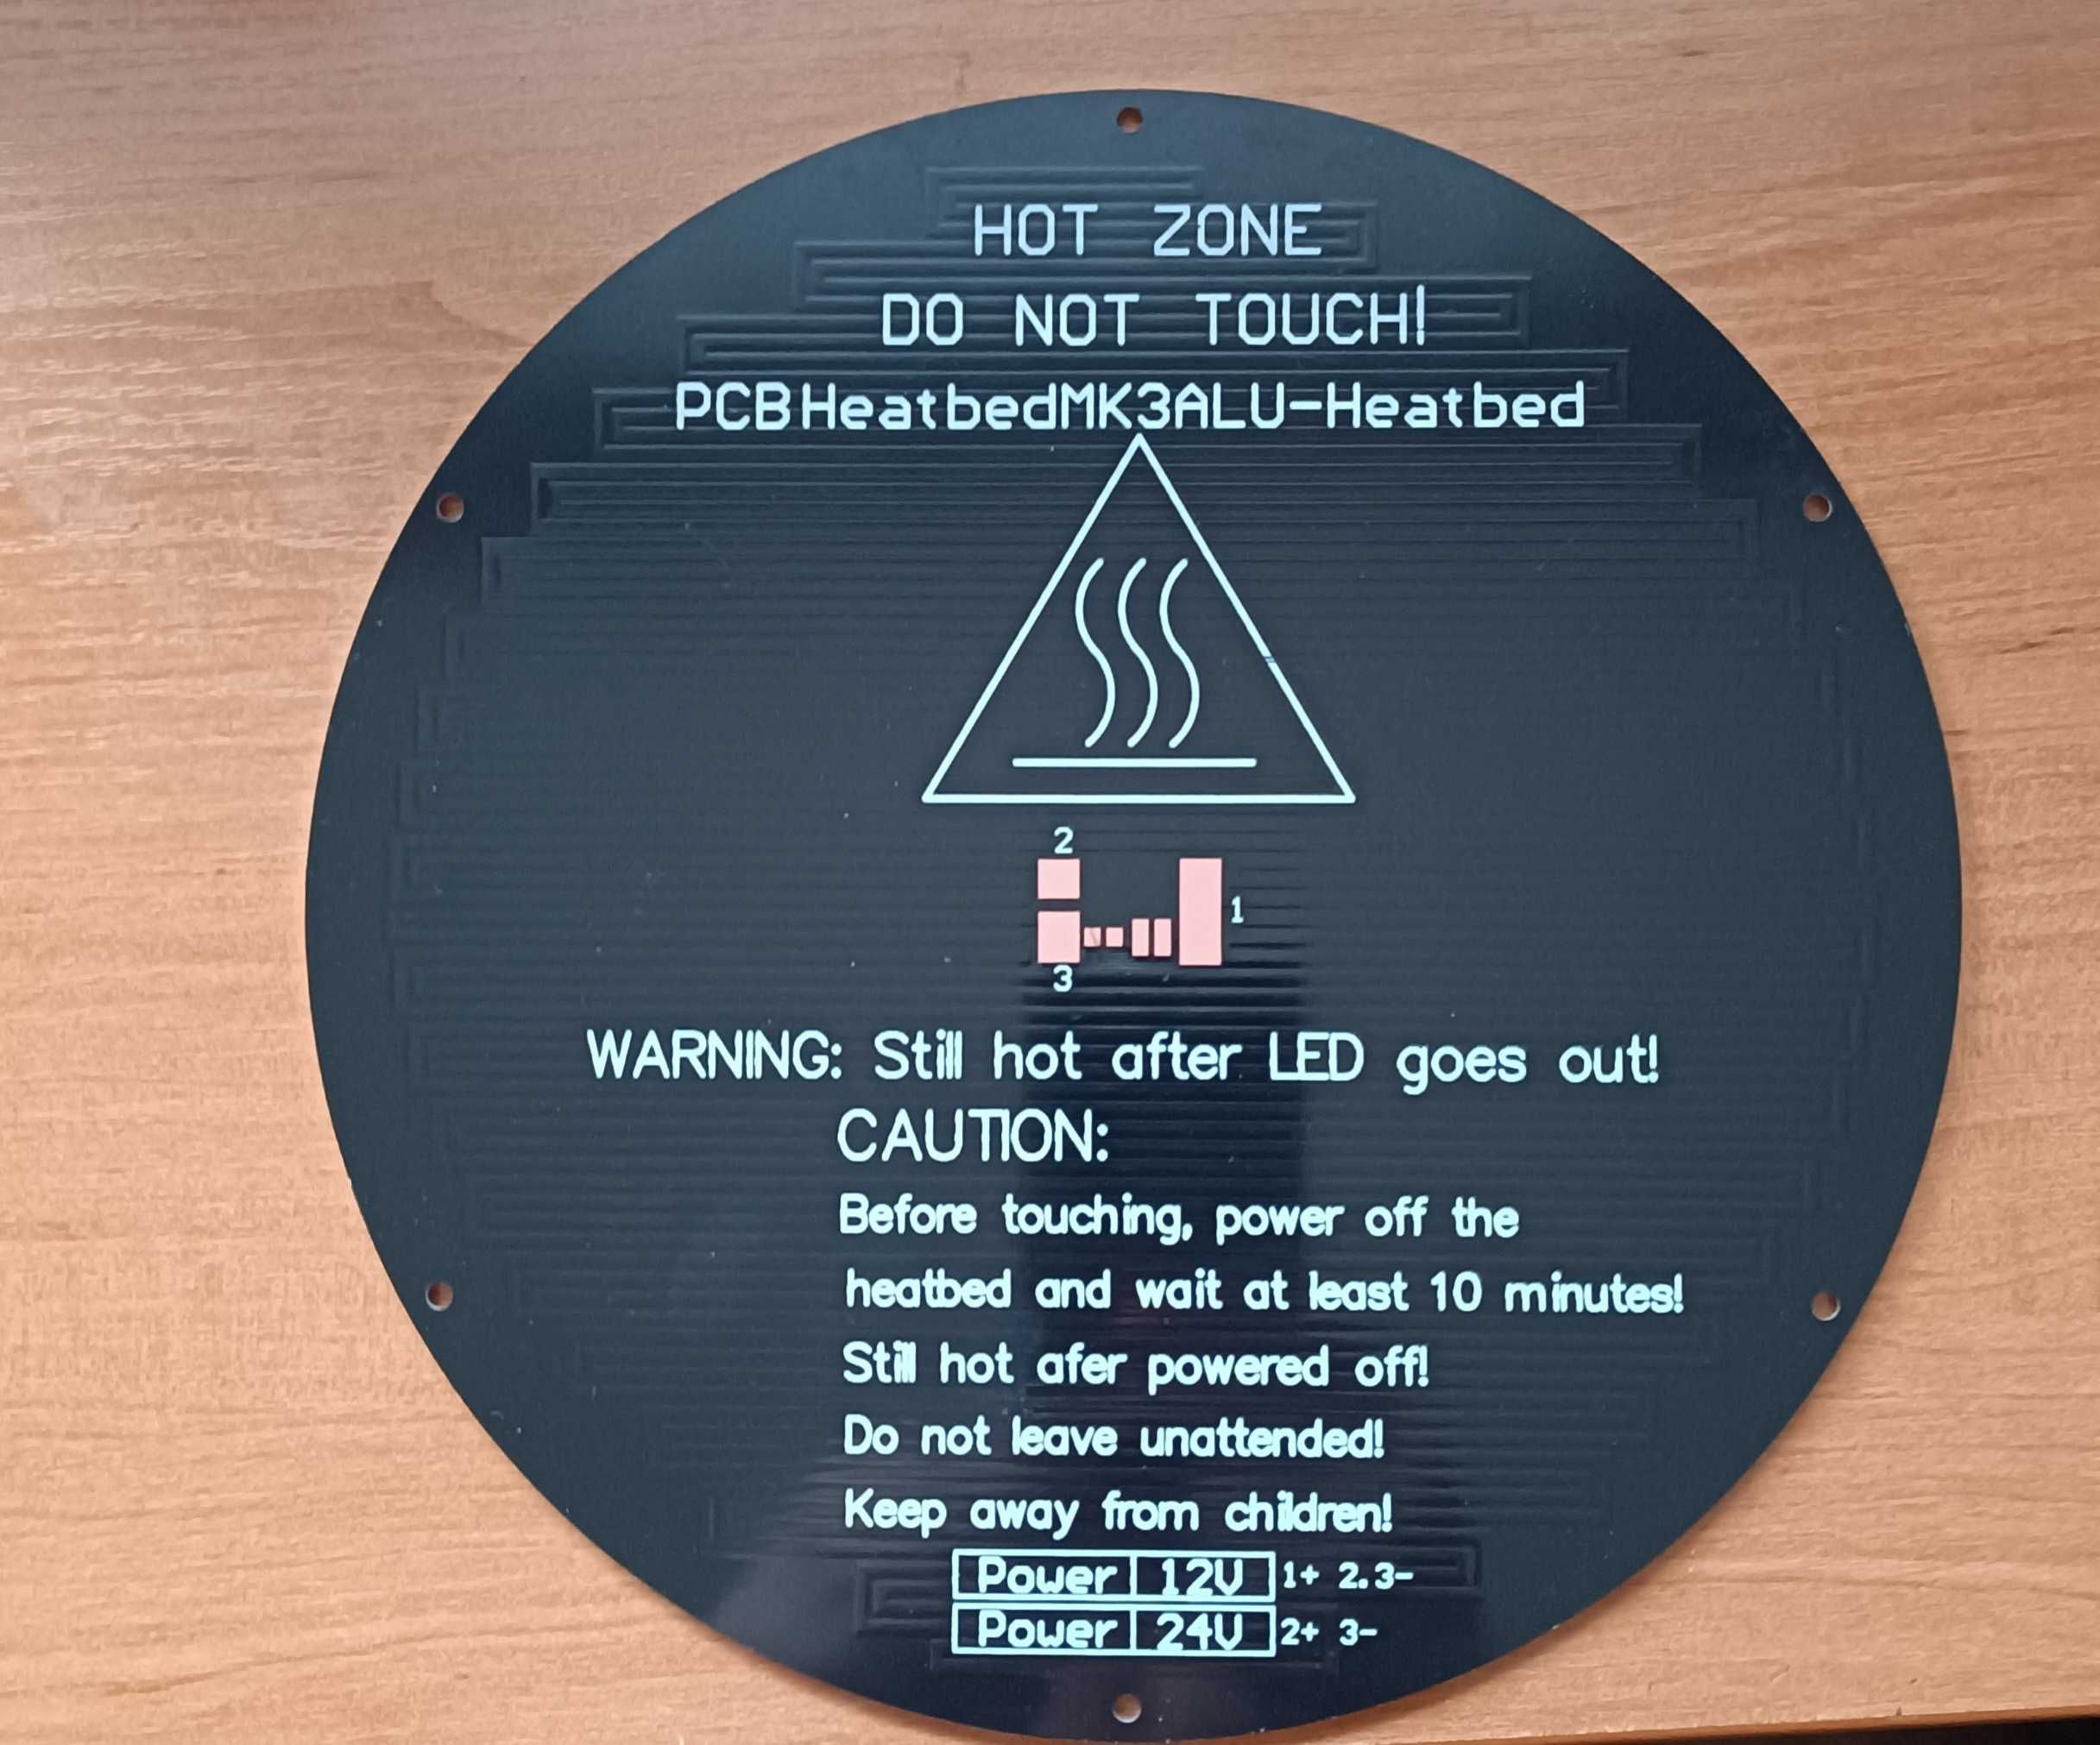 HOT ZONE
DO NOT TOUCH!
PCBHeatbedMK3ALU-Heatbed
2
1
3
WARNING: Still hot after LED goes out!
CAUTION:
Before touching, power off the
heatbed and wait at least 10 minutes!
Still hot afer powered off!
Do not leave unattended!
Keep away from children!
Power 12V 1+ 2.3-
Power 24V 2+ 3-